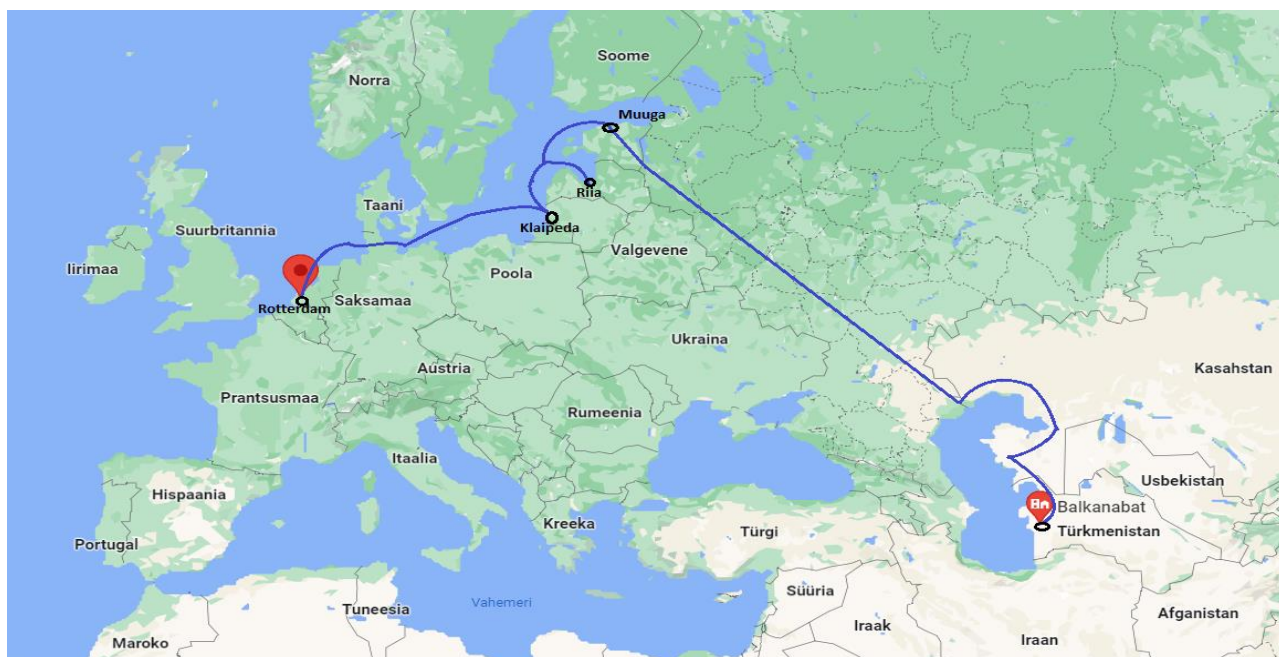 Soome
Norra
Muuga
Riia
Taani
Klaipeda
Suurbritannia
Valgevene
Iirimaa
Poola
Saksamaa
Rotterdam
Ukraina
Austria
Kasahstan
Prantsusmaa
Rumeenia
Itaalia
Usbekistan
Hispaania
Balkanabat
Kreeka
Türgi
Türkmenistan
Portugal
Süüria
Tuneesia
Vahemeri
Afganistan
Iraak
Maroko
Iraan